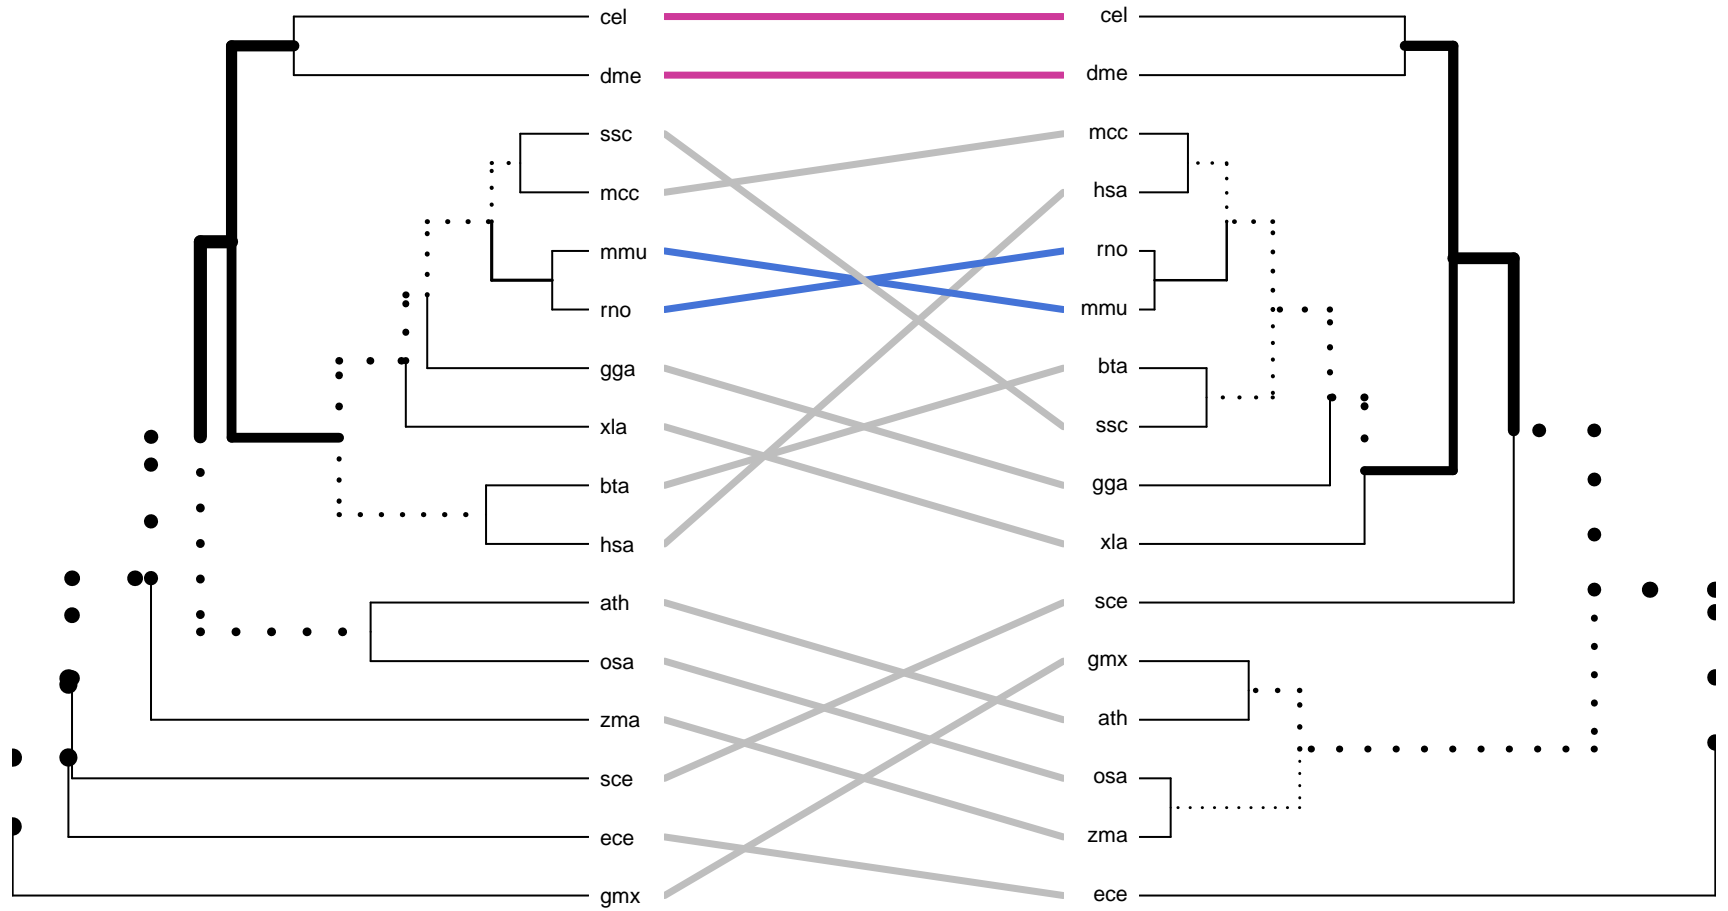 cel cel
dme dme
ssc mcc
mcc hsa
mmu rno
rno mmu
gga bta
xla ssc
bta gga
hsa xla
ath sce
osa gmx
zma ath
sce osa
ece zma
gmx ece